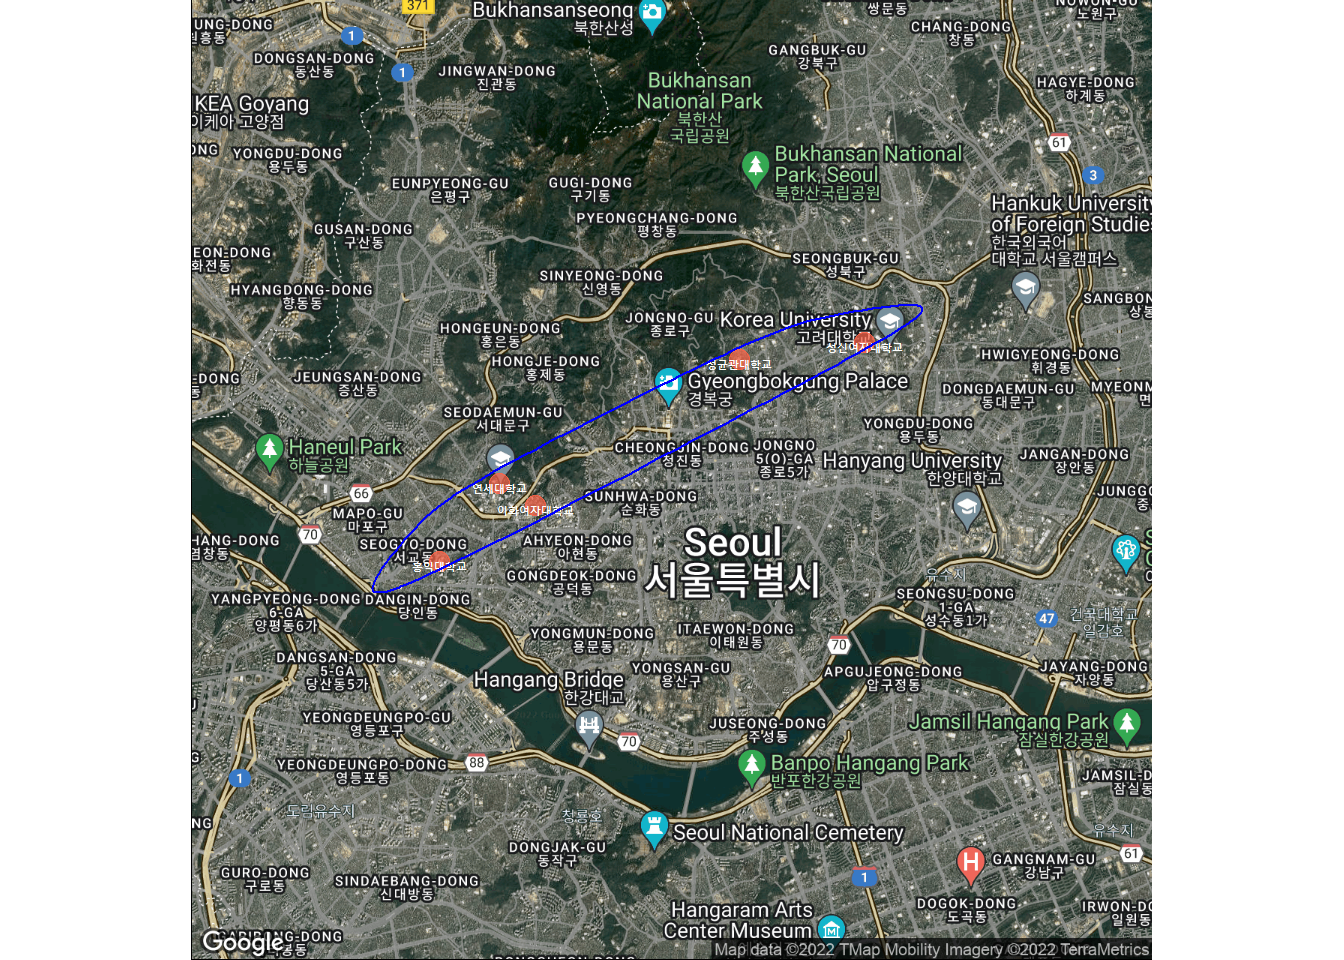 371
Bukhansanseong
북한산성
쌍문동
NOWON-GU
노원구
UNG-DONG
원흥동
1
CHANG-DONG
창동
DONGSAN-DONG
동산동
1
JINGWAN-DONG
진관동
GANGBUK-GU
강북구
HAGYE-DONG
하계동
Bukhansan
National Park
북한산
국립공원
IKEA Goyang
이케아 고양점
61
ONG
YONGDU-DONG
용두동
Bukhansan National
Park, Seoul
북한산국립공원
3
EUNPYEONG-GU
은평구
GUGI-DONG
구기동
Hankuk University
of Foreign Studies
한국외국어
대학교 서울캠퍼스
PYEONGCHANG-DONG
평창동
GUSAN-DONG
구산동
EON-DONG
화전동
SEONGBUK-GU
성북구
SINYEONG-DONG
신영동
HYANGDONG-DONG
향동동
SANGBON
상동
JONGNO-GU
종로구
Korea University
고려대학교
HONGEUN-DONG
홍은동
성신여자대학교
HWIGYEONG-DONG
휘경동
HONGJE-DONG
홍제동
성균관대학교
-DONG
JEUNGSAN-DONG
증산동
Gyeongbokgung Palace
경복궁
DONGDAEMUN-GU
동대문구
MYEONM
면
SEODAEMUN-GU
서대문구
YONGDU-DONG
용두동
Haneul Park
하늘공원
CHEONGJIN-DONG
청진동
JONGNO
5(O)-GA
종로5가
Hanyang University
한양대학교
JANGAN-DONG
장안동
66
연세대학교
SUNHWA-DONG
순화동
JUNGGO
중
MAPO-GU
마포구
이화여자대학교
70
HANG-DONG
염창동
SEOGYO-DONG
서교동
홍익대학교
AHYEON-DONG
아현동
Seoul
서울특별시
GONGDEOK-DONG
공덕동
유수지
YANGPYEONG-DONG
6-GA
양평동6가
DANGIN-DONG
당인동
SEONGSU-DONG
1-GA
성수동1가
47
건국대학교
일감호
YONGMUN-DONG
용문동
ITAEWON-DONG
이태원동
70
DANGSAN-DONG
5-GA
당산동5가
YONGSAN-GU
용산구
APGUJEONG-DONG
압구정동
JAYANG-DONG
자양동
Hangang Bridge
한강대교
YEONGDEUNGPO-GU
영등포구
JUSEONG-DONG
주성동
Jamsil Hangang Park
잠실한강공원
70
YEONGDEUNGPO-DONG
영등포동
88
Banpo Hangang Park
반포한강공원
1
JAMSIL-D
잠실동
도림유수지
청룡호
NG
Seoul National Cemetery
유수지
DONGJAK-GU
동작구
61
GANGNAM-GU
강남구
GURO-DONG
구로동
SINDAEBANG-DONG
신대방동
1
DOGOK-DONG
도곡동
IRWON-DO
일원동
Hangaram Arts
Center Museum
Google
Map data ©2022 TMap Mobility Imagery ©2022 TerraMetrics